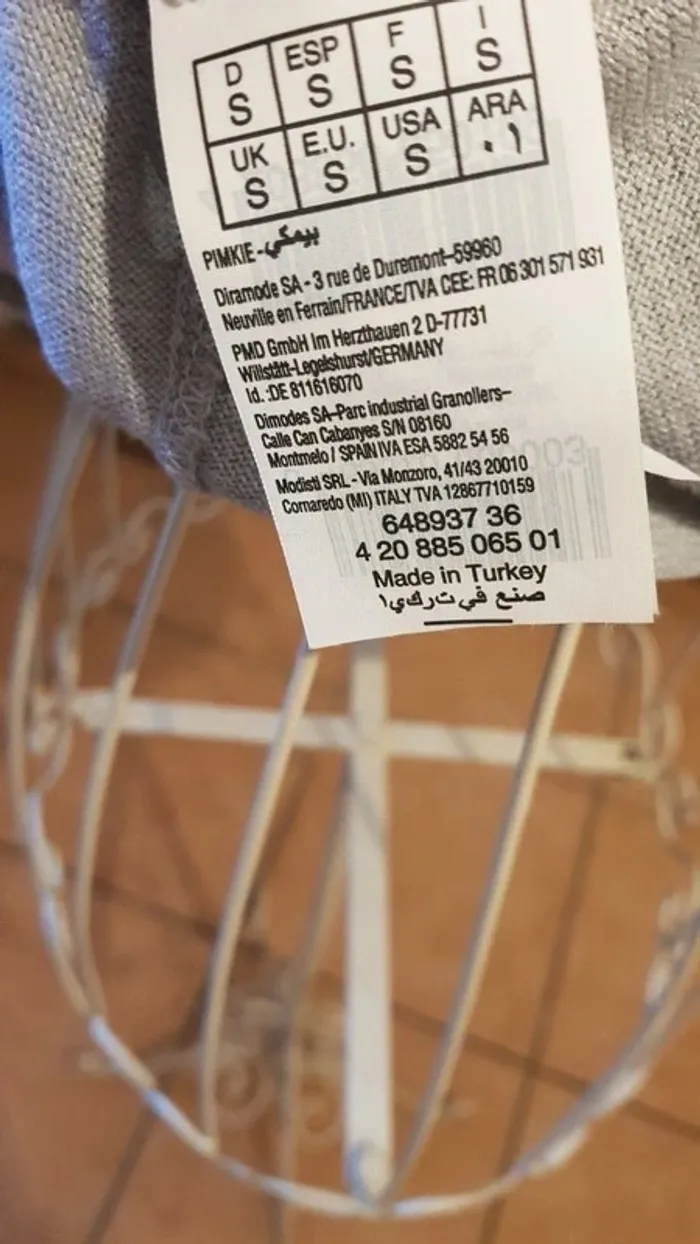 D ESP F I
S S S S
UK E.U. USA ARA
S S S ٠١
PIMKIE-بيمكي
Diramode SA - 3 rue de Duremont-59960
Neuville en Ferrain/FRANCE/TVA CEE: FR 06 301 571 931
PMD GmbH Im Herzthauen 2 D-77731
Willstätt-Legelshurst/GERMANY
Id. :DE 811616070
Dimodes SA-Parc industrial Granollers-
Calle Can Cabanyes S/N 08160
Montmelo / SPAIN IVA ESA 5882 54 56
Modisti SRL - Via Monzoro, 41/43 20010
Cornaredo (MI) ITALY TVA 12867710159
648937 36
4 20 885 065 01
Made in Turkey
صنع في تركيا